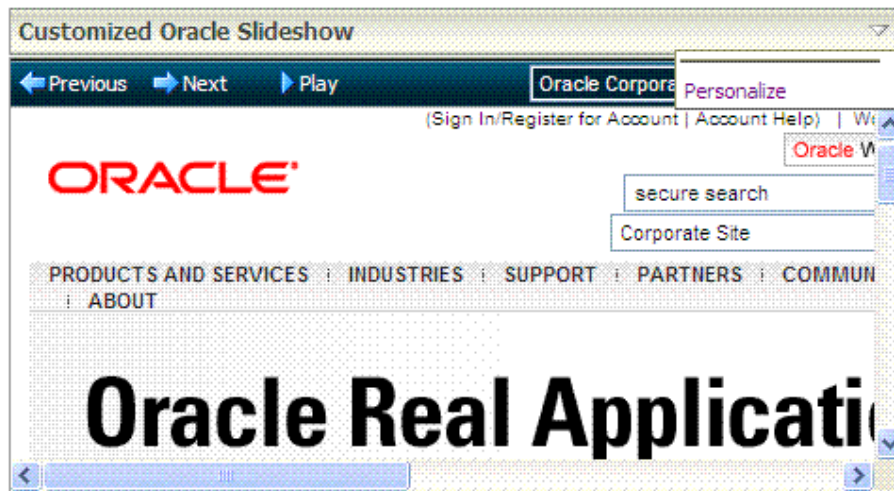 Customized Oracle Slideshow
Previous Next Play Oracle Corpora
Personalize
(Sign In/Register for Account | Account Help) | We
Oracle W
ORACLE
secure search
Corporate Site
PRODUCTS AND SERVICES INDUSTRIES SUPPORT PARTNERS COMMUN
ABOUT
Oracle Real Applicati